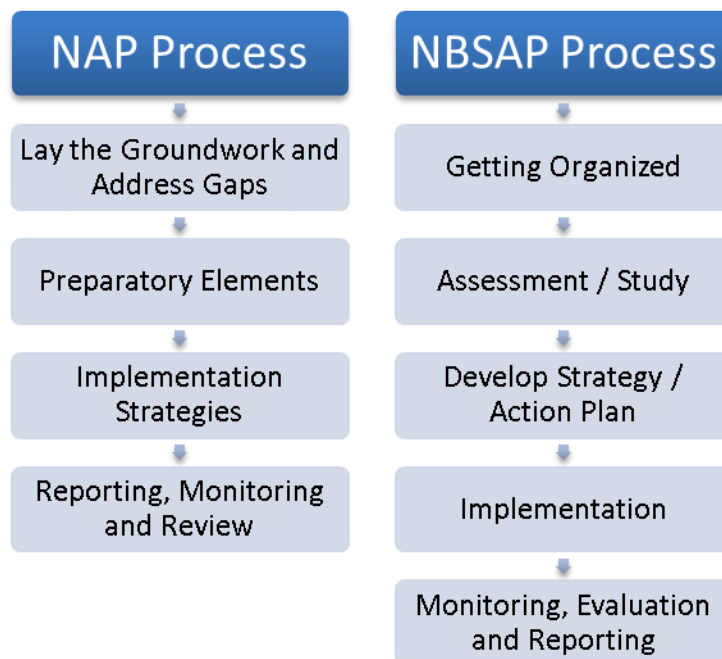 NAP Process
Lay the Groundwork and
Address Gaps
Preparatory Elements
Implementation
Strategies
Reporting, Monitoring
and Review
NBSAP Process
Getting Organized
Assessment / Study
Develop Strategy /
Action Plan
Implementation
Monitoring, Evaluation
and Reporting